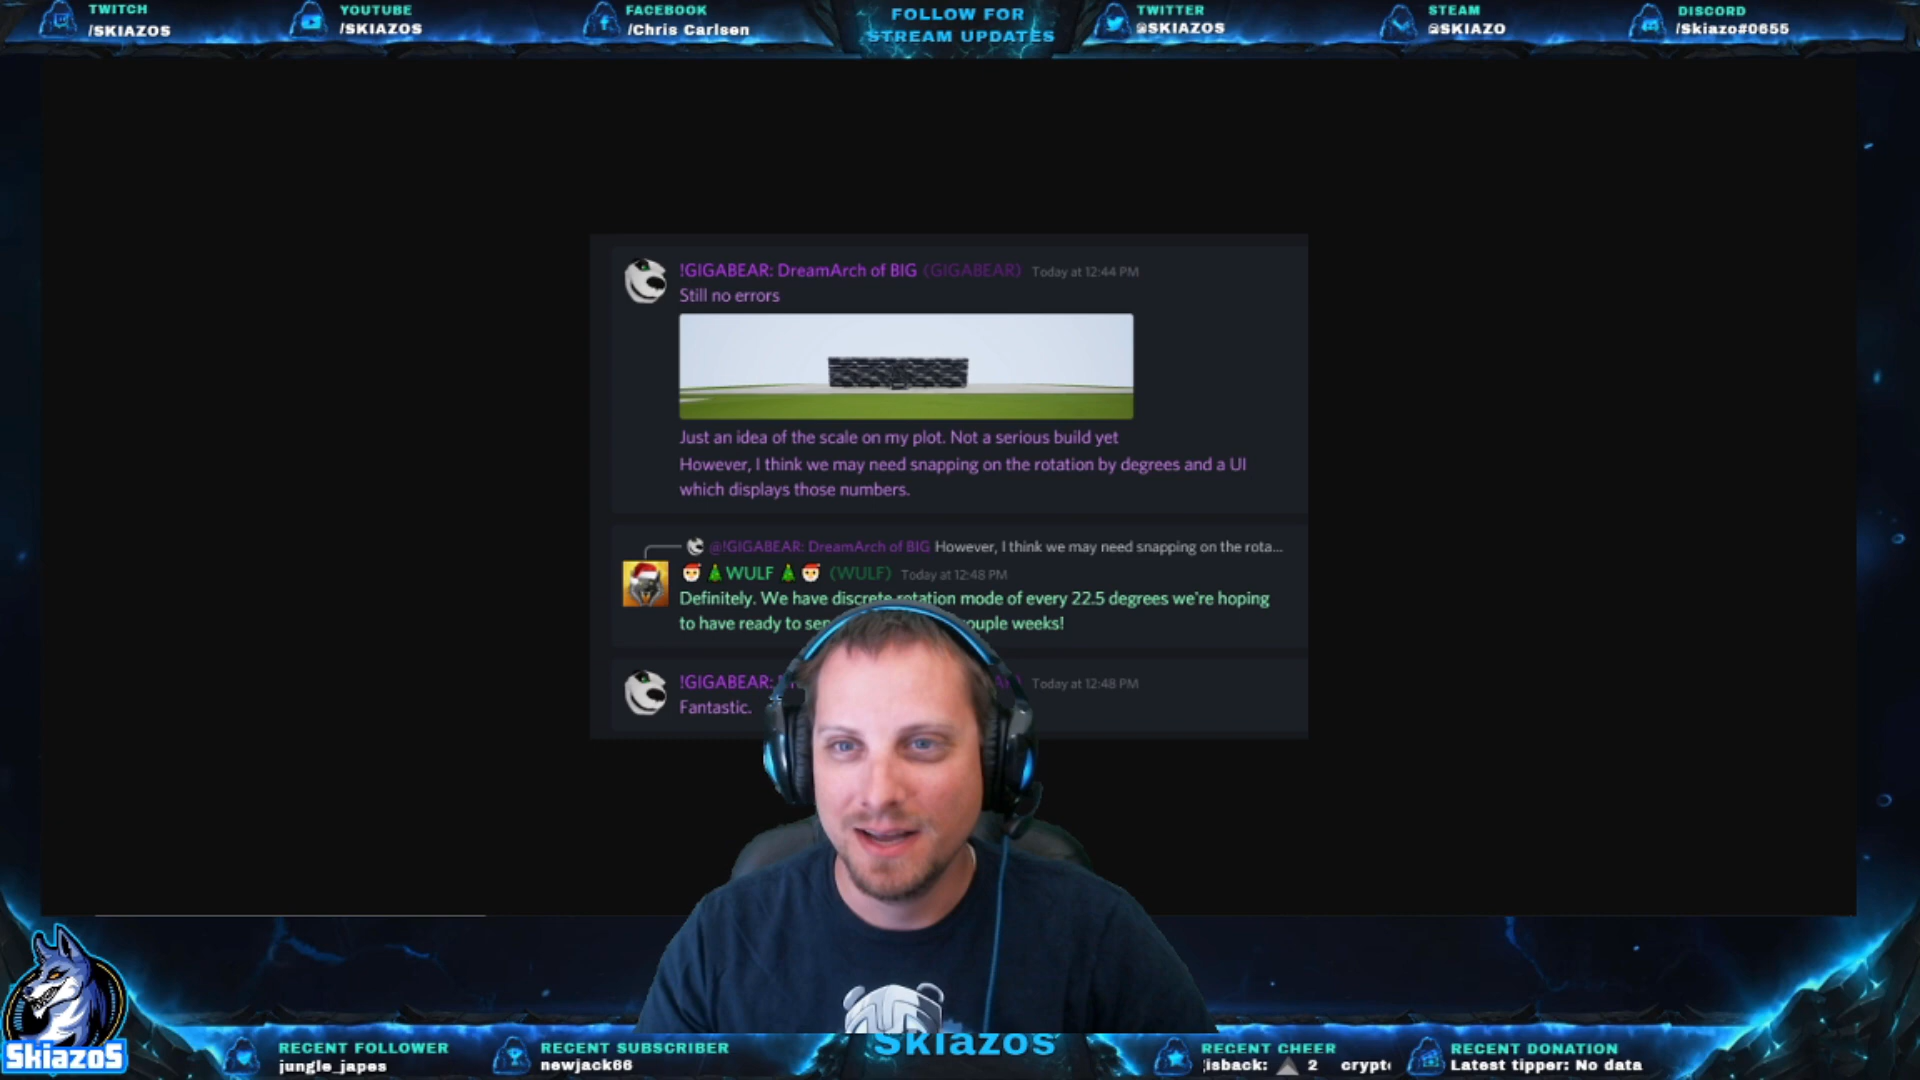 TWITCH
/SKIAZOS
YOUTUBE
/SKIAZOS
FACEBOOK
/Chris Carlsen
FOLLOW FOR
STREAM UPDATES
TWITTER
@SKIAZOS
STEAM
@SKIAZO
DISCORD
/Skiazo#0655
!GIGABEAR: DreamArch of BIG (GIGABEAR) Today at 12:44 PM
Still no errors
Just an idea of the scale on my plot. Not a serious build yet
However, I think we may need snapping on the rotation by degrees and a UI
which displays those numbers.
@!GIGABEAR: DreamArch of BIG However, I think we may need snapping on the rota...
🎅🎄WULF🎄🎅 (WULF) Today at 12:48 PM
Definitely. We have discrete rotation mode of every 22.5 degrees we're hoping
to have ready to couple weeks!
!GIGABEAR: Today at 12:48 PM
Fantastic.
SkiazoS
RECENT FOLLOWER
jungle_japes
RECENT SUBSCRIBER
newjack66
Skiazos
RECENT CHEER
isback: 2 crypt
RECENT DONATION
Latest tipper: No data